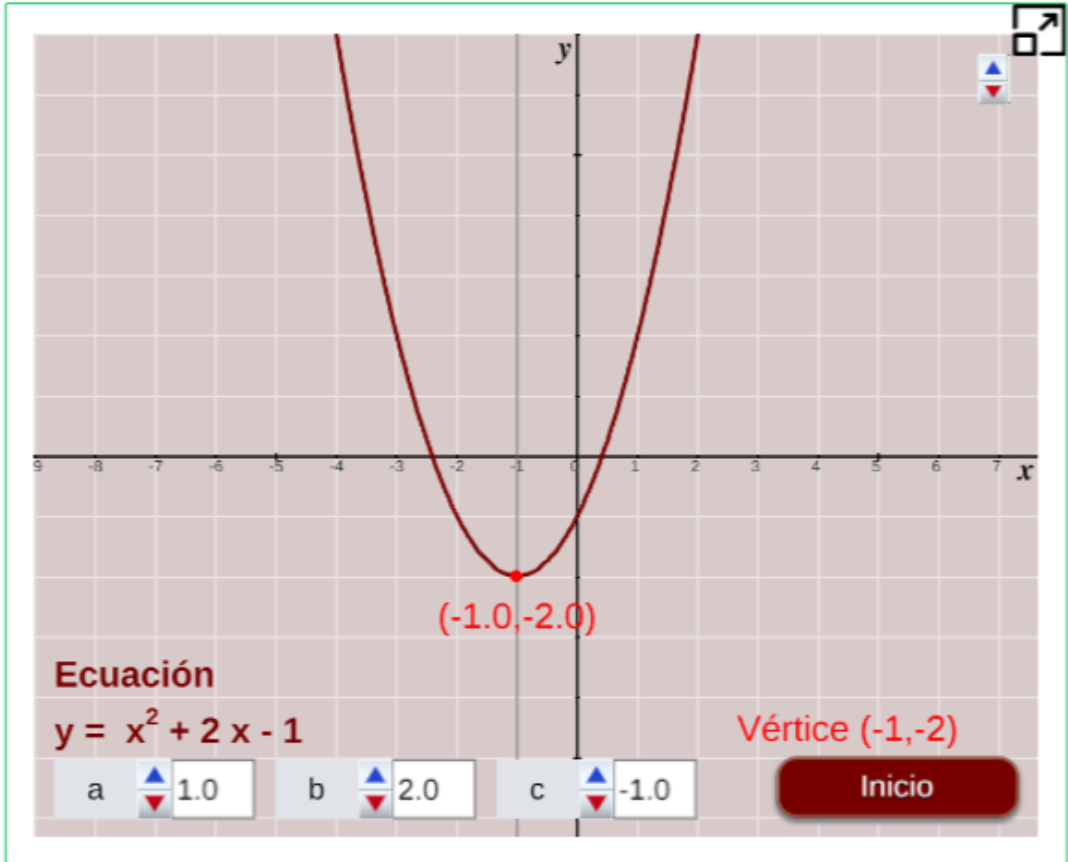 y
-9 -8 -7 -6 -5 -4 -3 -2 -1 0 1 2 3 4 5 6 7 x
(-1.0,-2.0)
Ecuación
y = x² + 2 x - 1
Vértice (-1,-2)
a 1.0 b 2.0 c -1.0 Inicio